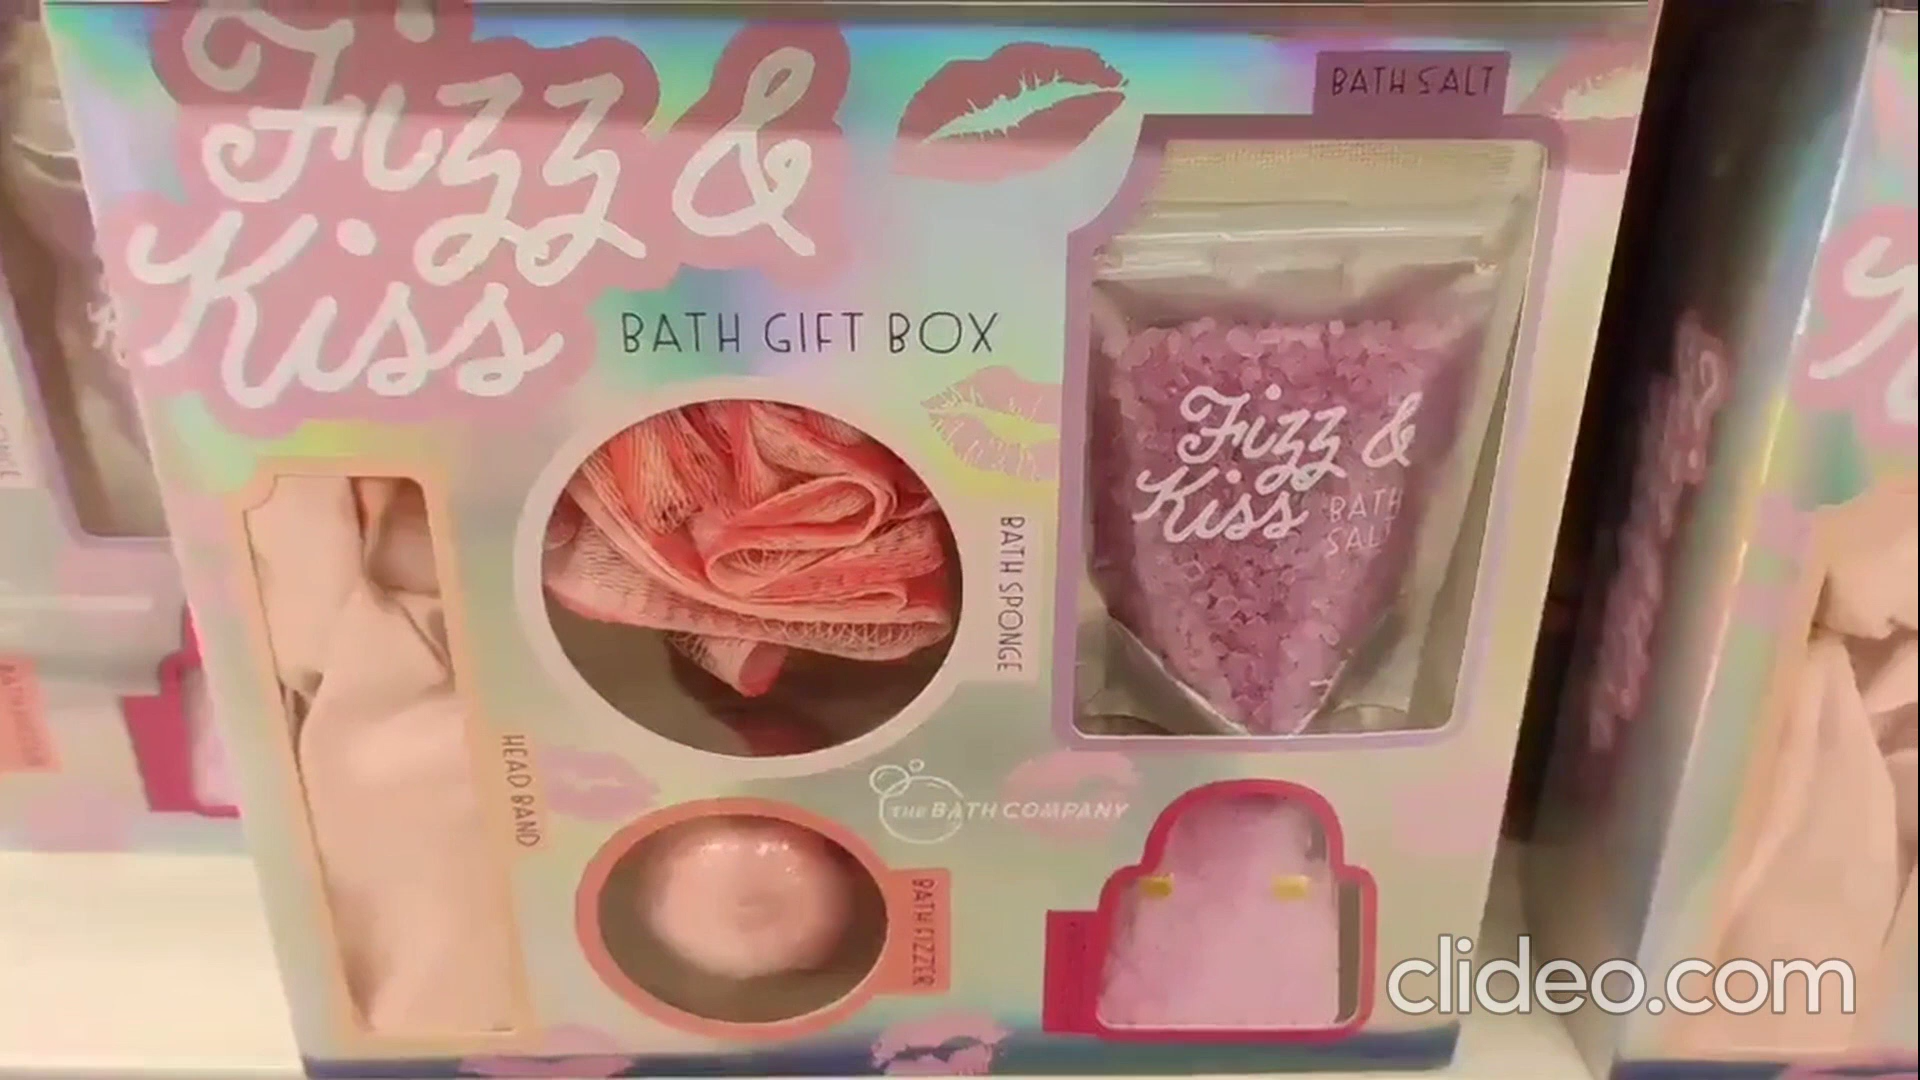 Fizz &
Kiss
BATH GIFT BOX
BATH SALT
Fizz &
Kiss BATH
SALT
BATH SPONGE
HEAD BAND
THE BATH COMPANY
BATH FIZZER
clideo.com